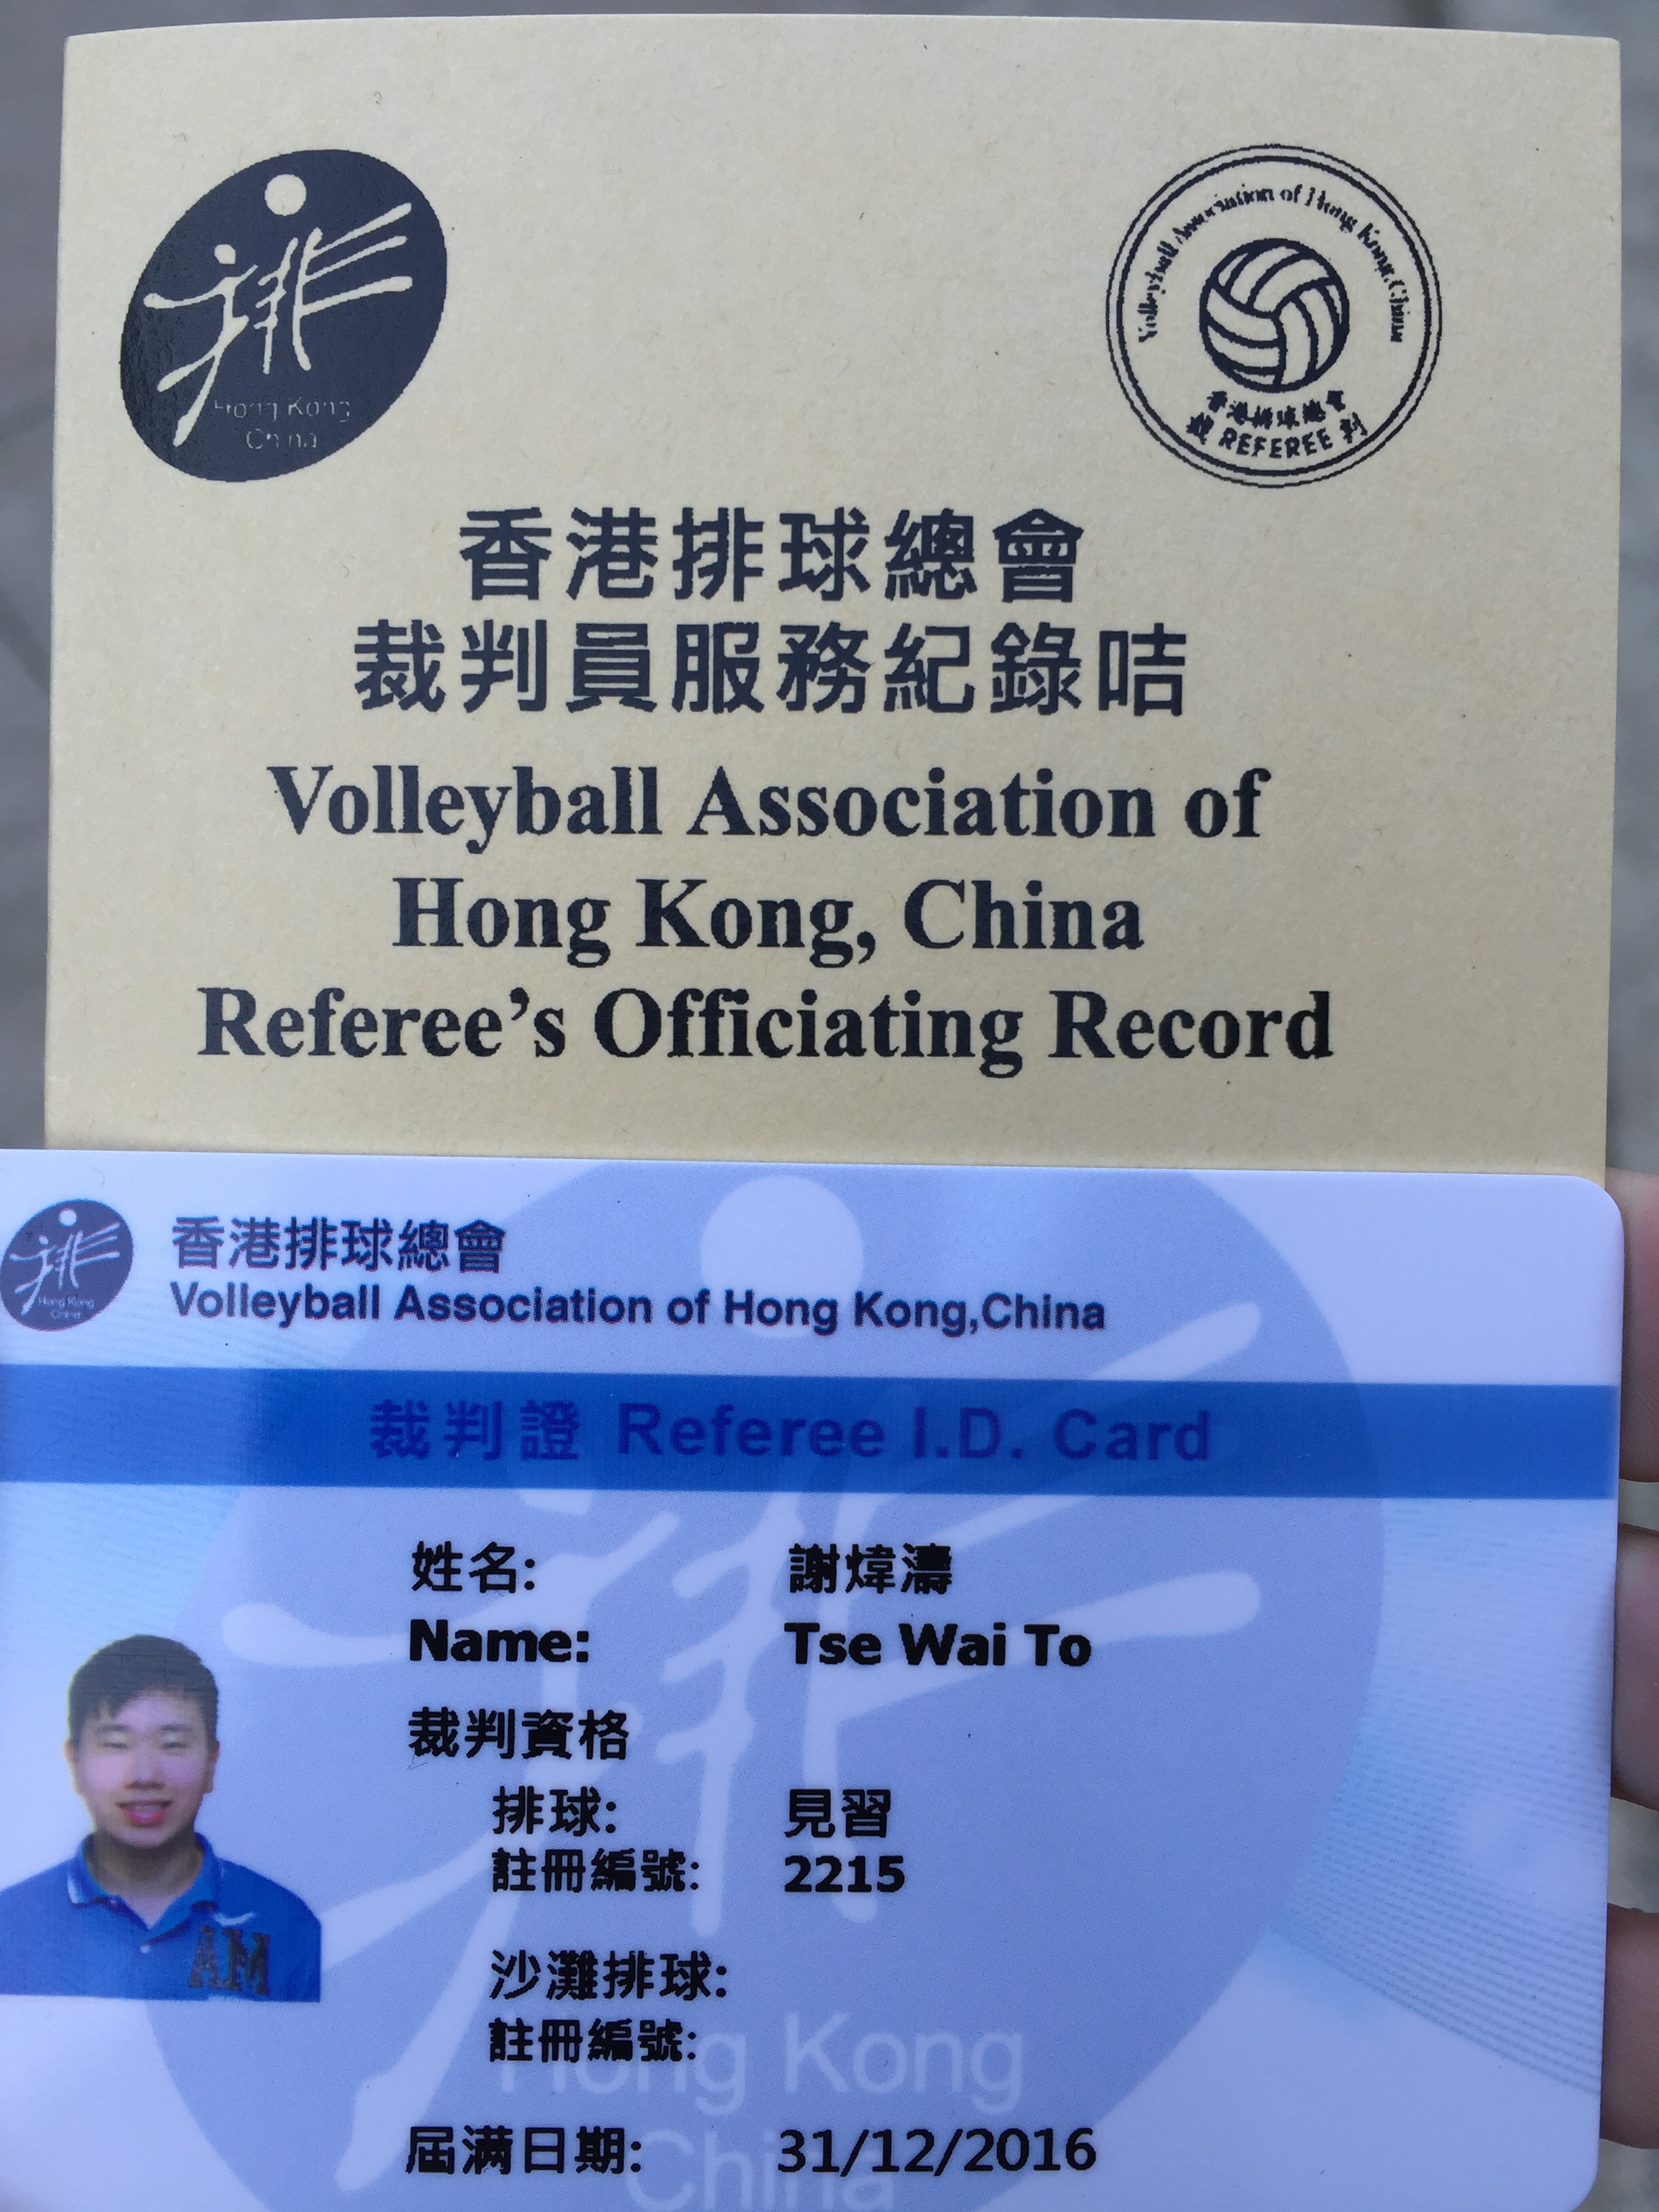 排
Hong Kong
China
Volleyball Association of Hong Kong, China
香港排球總會
裁 REFEREE 判
香港排球總會
裁判員服務紀錄咭
Volleyball Association of
Hong Kong, China
Referee's Officiating Record
排
Hong Kong
China
香港排球總會
Volleyball Association of Hong Kong,China
裁判證 Referee I.D. Card
姓名: 謝煒濤
Name: Tse Wai To
裁判資格
排球: 見習
註冊編號: 2215
沙灘排球:
註冊編號:
屆滿日期: 31/12/2016
AM
排
Hong Kong
China